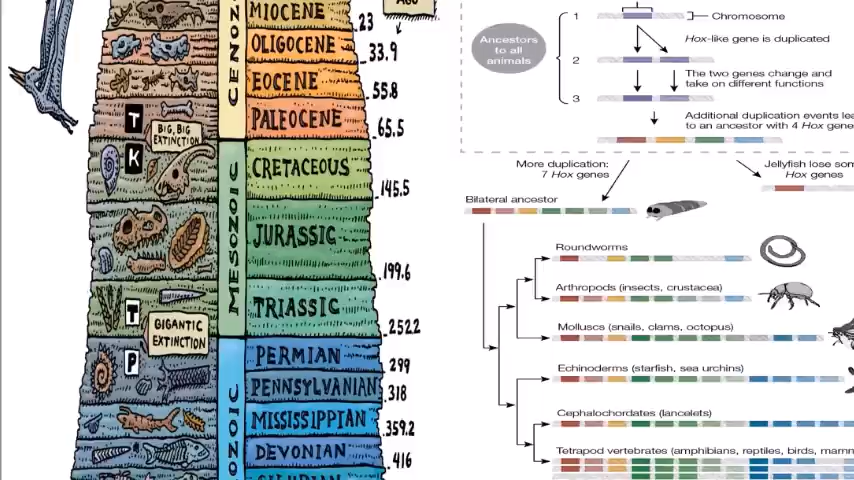 AGO
MIOCENE
23
OLIGOCENE
33.9
EOCENE
55.8
PALEOCENE
65.5
T
BIG, BIG
EXTINCTION
K
CRETACEOUS
145.5
JURASSIC
199.6
TRIASSIC
252.2
T
GIGANTIC
EXTINCTION
P
PERMIAN
299
PENNSYLVANIAN
318
MISSISSIPPIAN
359.2
DEVONIAN
416
CENOZ
MESOZOIC
OZOIC
Ancestors
to all
animals
1
Chromosome
Hox-like gene is duplicated
2
The two genes change and
take on different functions
3
Additional duplication events lea
to an ancestor with 4 Hox gene
More duplication:
7 Hox genes
Jellyfish lose som
Hox genes
Bilateral ancestor
Roundworms
Arthropods (insects, crustacea)
Molluscs (snails, clams, octopus)
Echinoderms (starfish, sea urchins)
Cephalochordates (lancelets)
Tetrapod vertebrates (amphibians, reptiles, birds, mamm